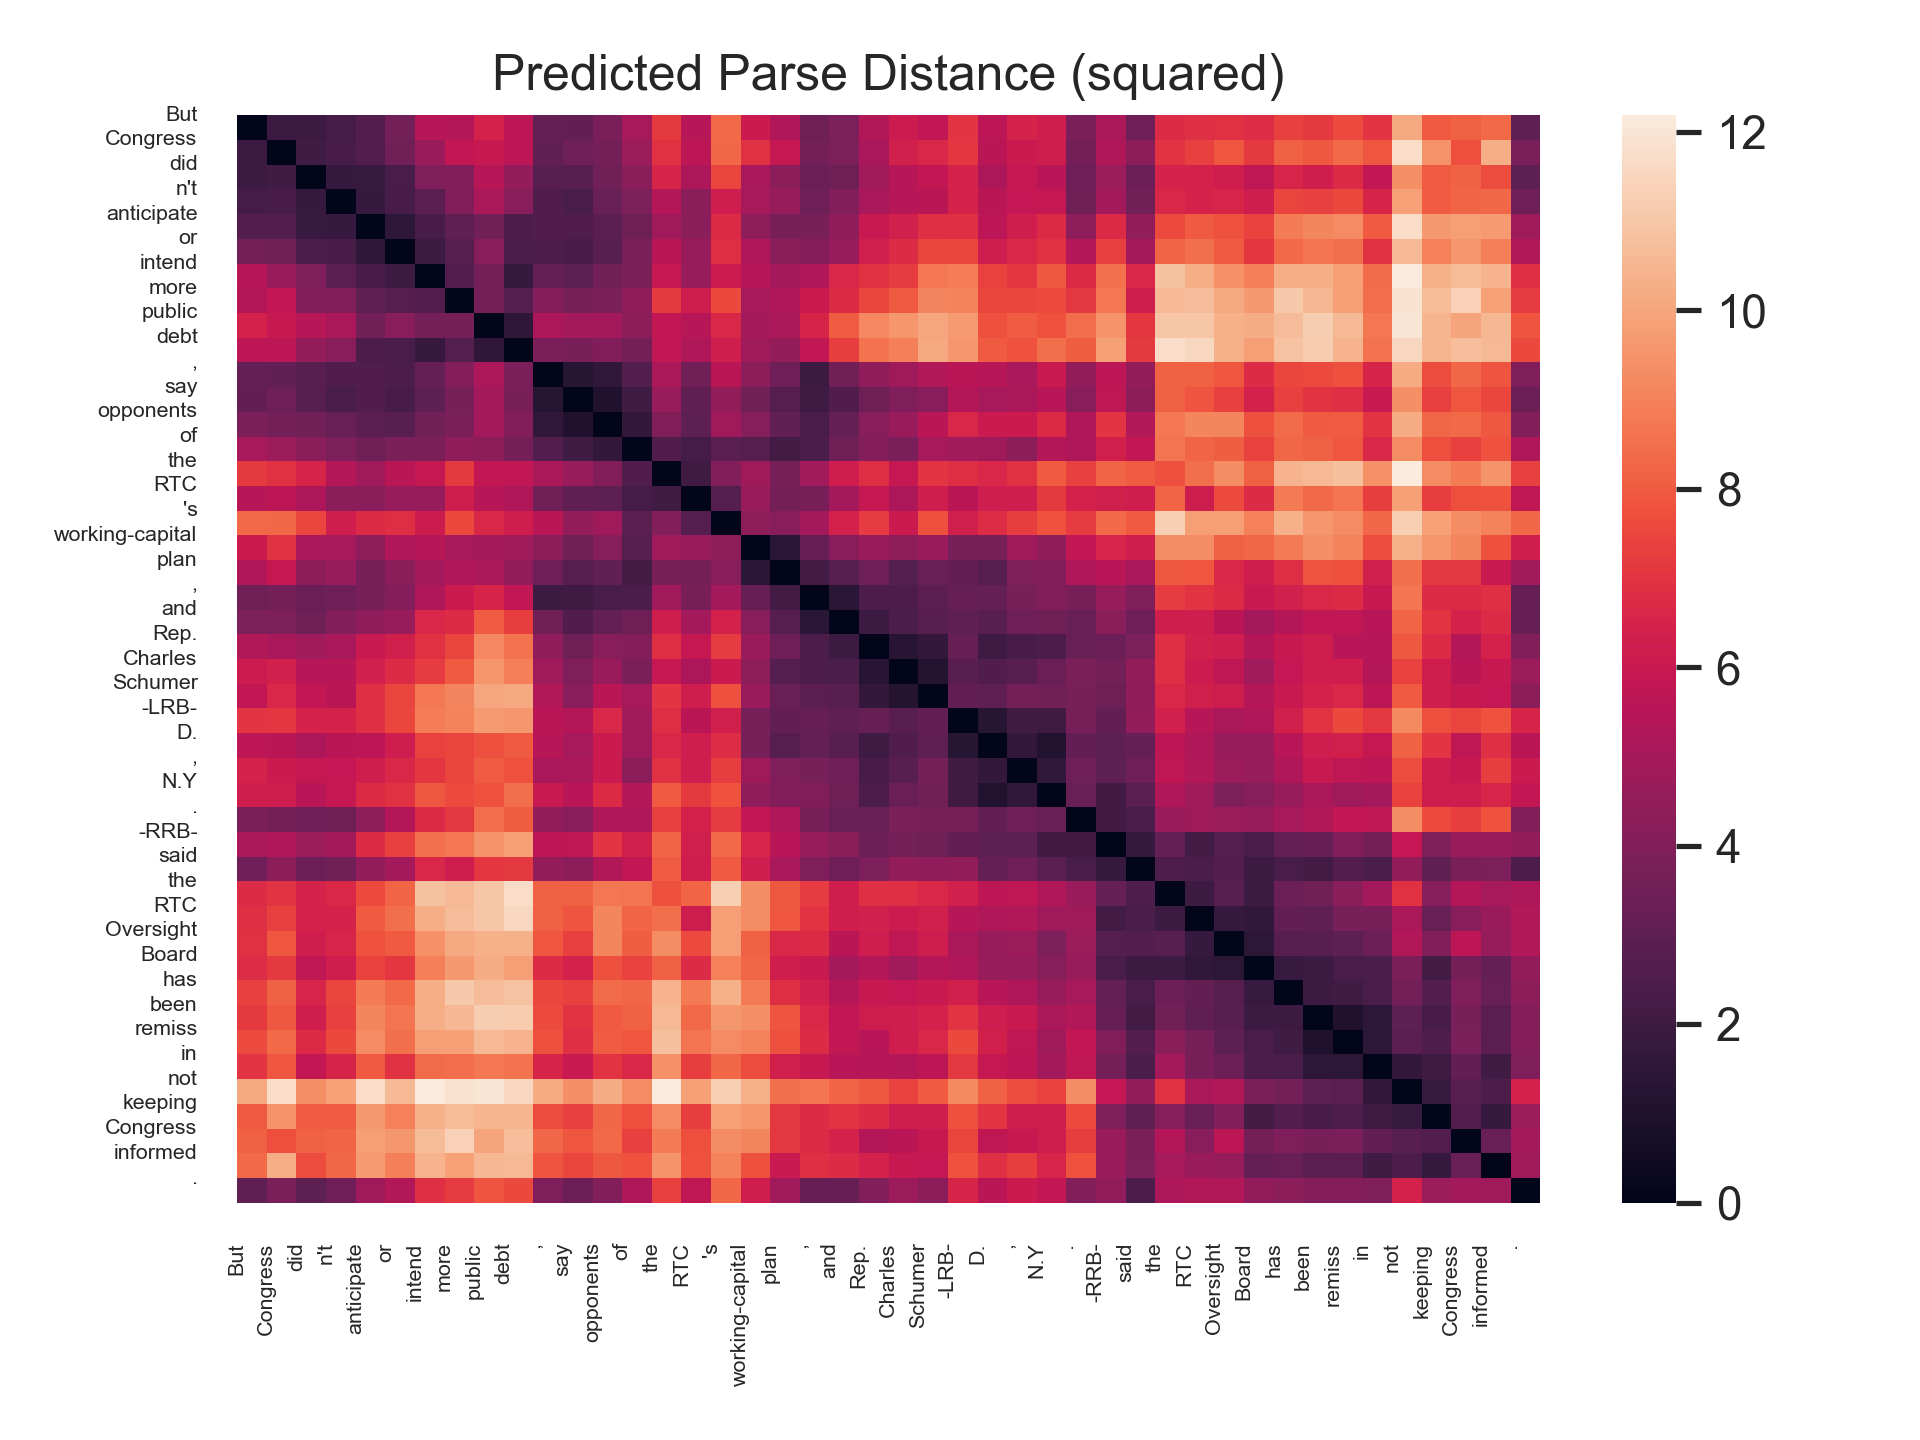 Predicted Parse Distance (squared)
But
Congress
did
n't
anticipate
or
intend
more
public
debt
,
say
opponents
of
the
RTC
's
working-capital
plan
,
and
Rep.
Charles
Schumer
-LRB-
D.
,
N.Y
.
-RRB-
said
the
RTC
Oversight
Board
has
been
remiss
in
not
keeping
Congress
informed
.
12
10
8
6
4
2
0
But
Congress
did
n't
anticipate
or
intend
more
public
debt
,
say
opponents
of
the
RTC
's
working-capital
plan
,
and
Rep.
Charles
Schumer
-LRB-
D.
,
N.Y
.
-RRB-
said
the
RTC
Oversight
Board
has
been
remiss
in
not
keeping
Congress
informed
.